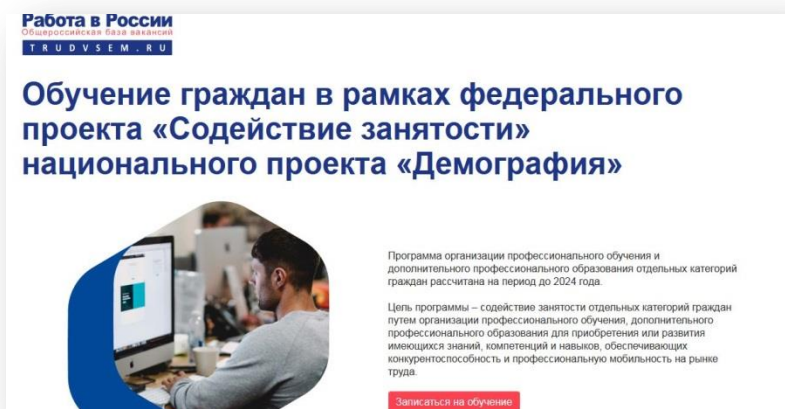 Работа в России
Общероссийская база вакансий
TRUDVSEM.RU
Обучение граждан в рамках федерального
проекта «Содействие занятости»
национального проекта «Демография»
Программа организации профессионального обучения и
дополнительного профессионального образования отдельных категорий
граждан рассчитана на период до 2024 года.
Цель программы – содействие занятости отдельных категорий граждан
путем организации профессионального обучения, дополнительного
профессионального образования для приобретения или развития
имеющихся знаний, компетенций и навыков, обеспечивающих
конкурентоспособность и профессиональную мобильность на рынке
труда.
Записаться на обучение